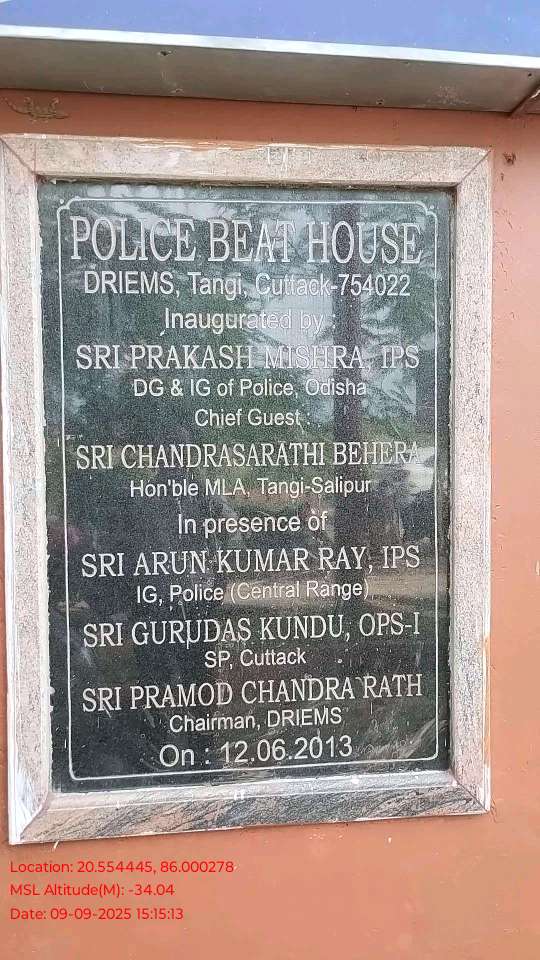 POLICE BEAT HOUSE
DRIEMS, Tangi, Cuttack-754022
Inaugurated by :
SRI PRAKASH MISHRA, IPS
DG & IG of Police, Odisha
Chief Guest :
SRI CHANDRASARATHI BEHERA
Hon'ble MLA, Tangi-Salipur
In presence of
SRI ARUN KUMAR RAY, IPS
IG, Police (Central Range)
SRI GURUDAS KUNDU, OPS-I
SP, Cuttack
SRI PRAMOD CHANDRA RATH
Chairman, DRIEMS
On : 12.06.2013
Location: 20.554445, 86.000278
MSL Altitude(M): -34.04
Date: 09-09-2025 15:15:13